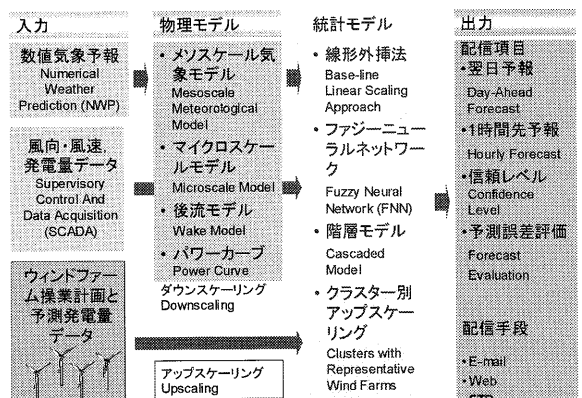 入力
数値気象予報
Numerical
Weather
Prediction (NWP)
風向・風速,
発電量データ
Supervisory
Control And
Data Acquisition
(SCADA)
ウィンドファー
ム操業計画と
予測発電量
データ
物理モデル
・メソスケール気
象モデル
Mesoscale
Meteorological
Model
・マイクロスケー
ルモデル
Microscale Model
・後流モデル
Wake Model
・パワーカーブ
Power Curve
ダウンスケーリング
Downscaling
アップスケーリング
Upscaling
統計モデル
・線形外挿法
Base-line
Linear Scaling
Approach
・ファジーニュー
ラルネットワー
ク
Fuzzy Neural
Network (FNN)
・階層モデル
Cascaded
Model
・クラスター別
アップスケー
リング
Clusters with
Representative
Wind Farms
出力
配信項目
・翌日予報
Day-Ahead
Forecast
・1時間先予報
Hourly Forecast
・信頼レベル
Confidence
Level
・予測誤差評価
Forecast
Evaluation
配信手段
・E-mail
・Web